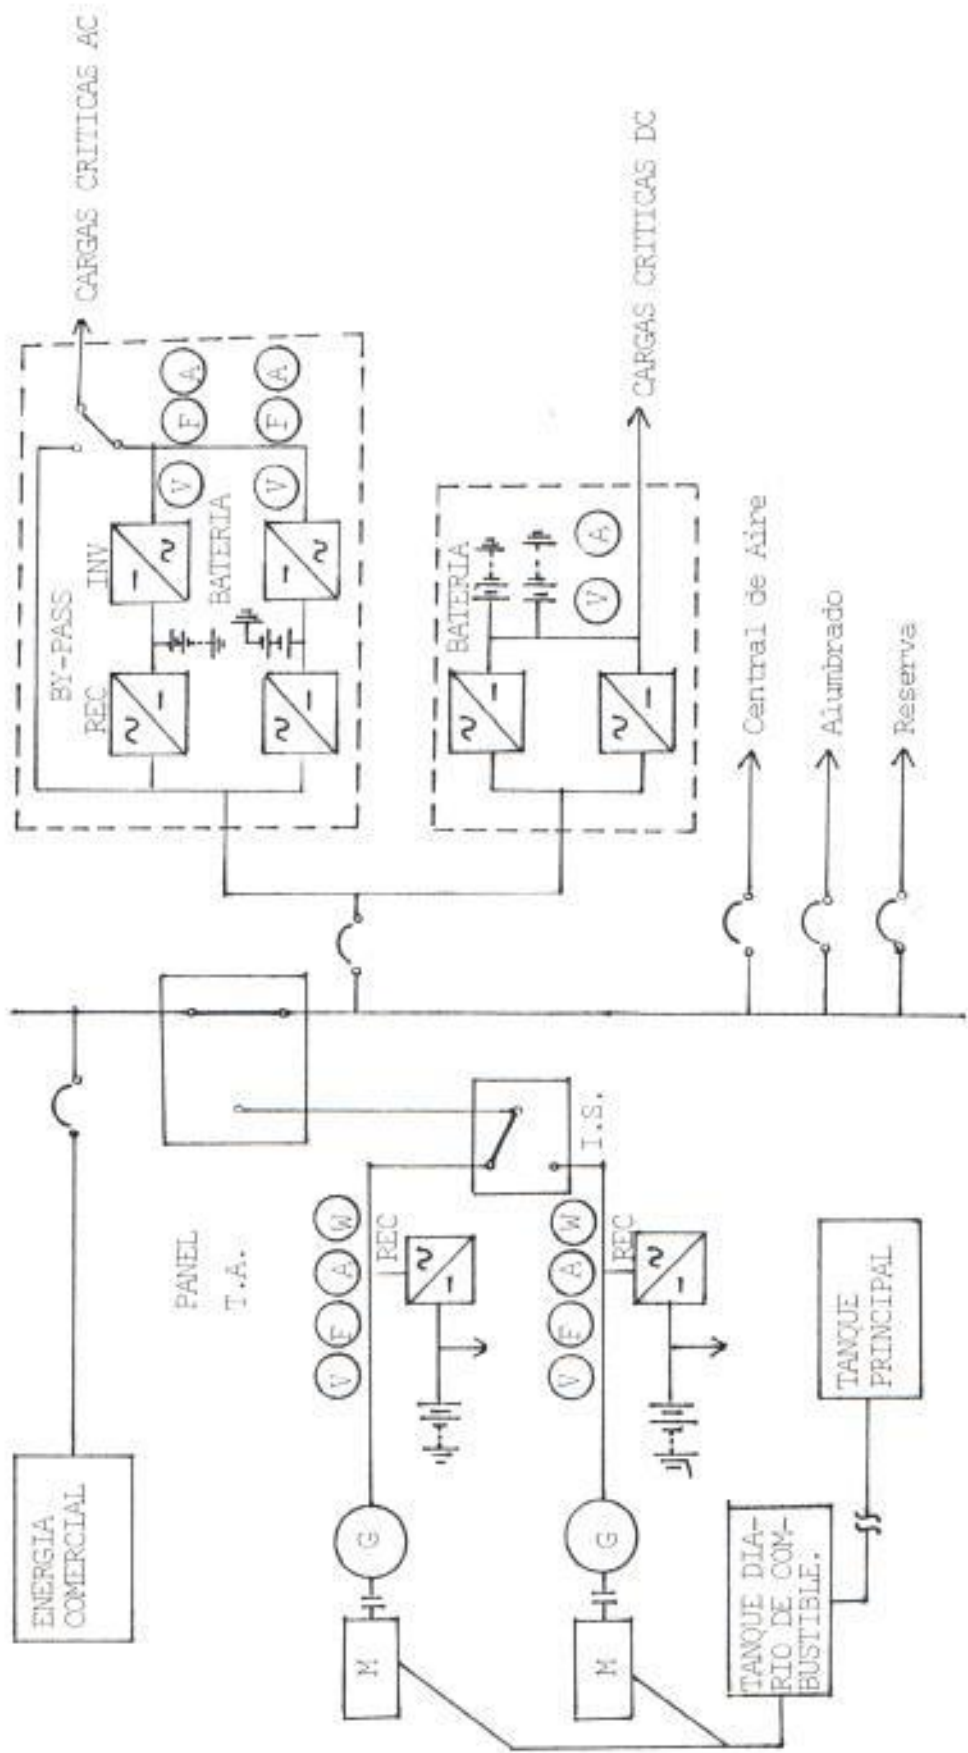 ENERGIA
COMERCIAL
PANEL
T.A.
BY-PASS
REC
INV
BATERIA
∿
−
−
∿
∿
−
−
∿
V
F
A
V
F
A
CARGAS CRITICAS AC
BATERIA
∿
−
∿
−
V
A
CARGAS CRITICAS DC
M
G
V
F
A
W
REC
∿
−
I.S.
M
G
V
F
A
W
REC
∿
−
Central de Aire
Alumbrado
Reserva
TANQUE DIA-
RIO DE COM-
BUSTIBLE.
TANQUE
PRINCIPAL